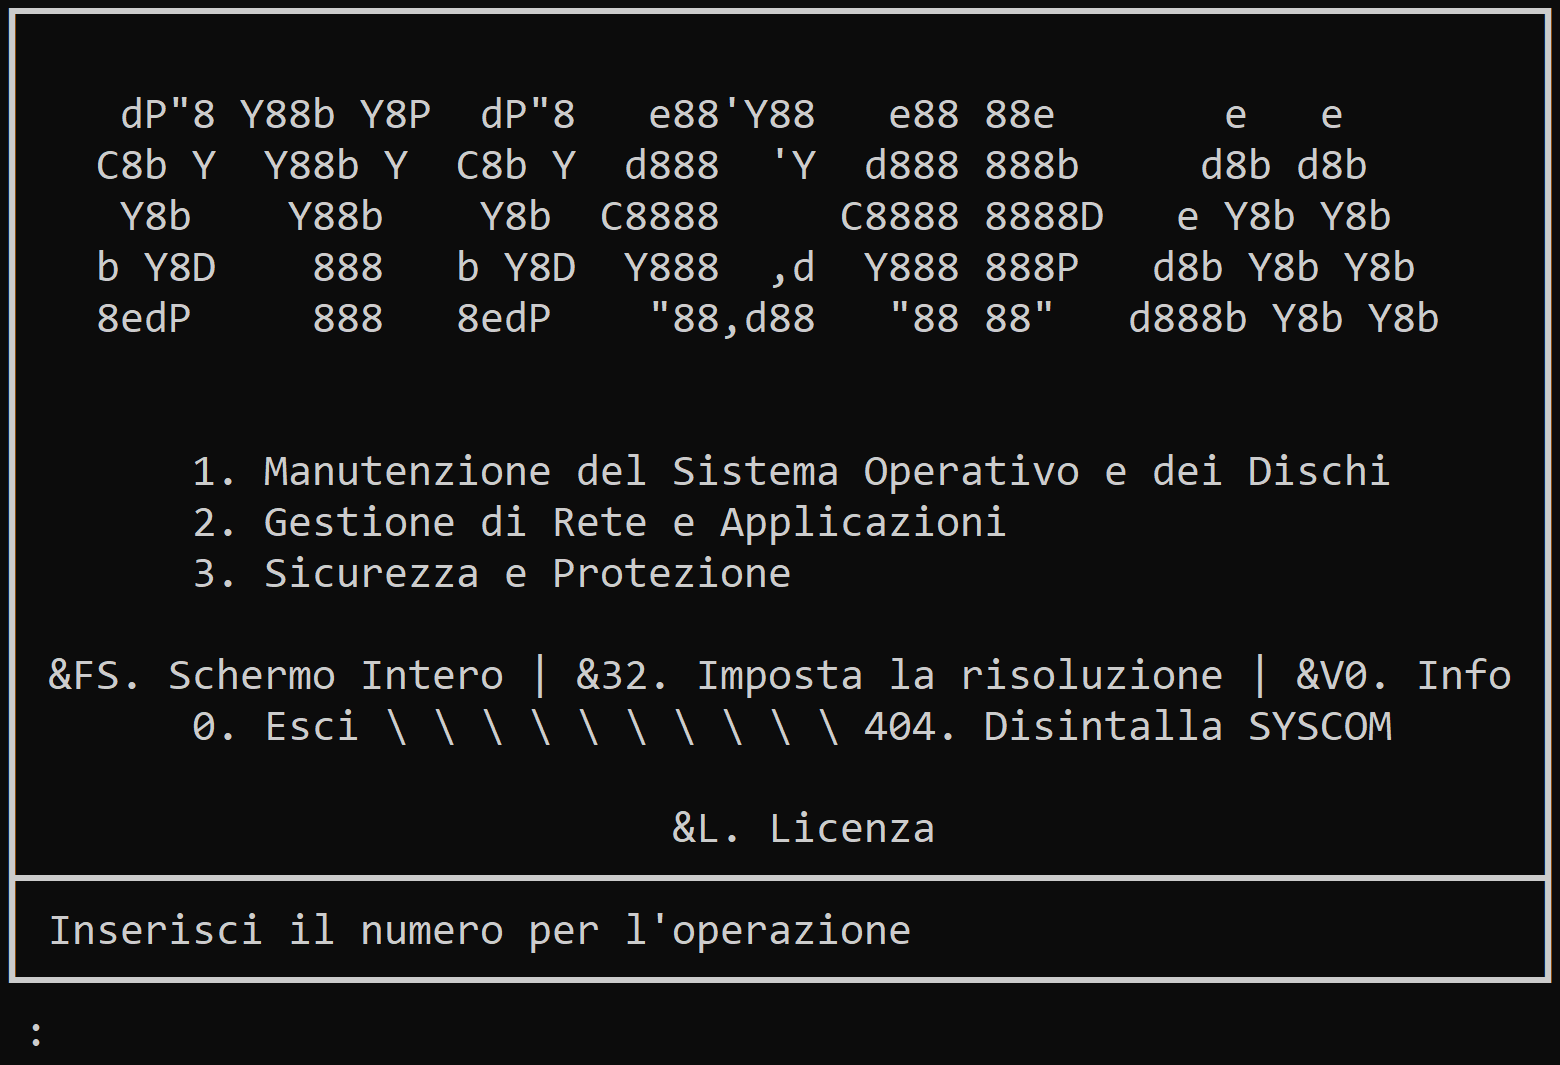 dP"8 Y88b Y8P  dP"8   e88'Y88   e88 88e       e   e
C8b Y  Y88b Y  C8b Y  d888  'Y  d888 888b     d8b d8b
Y8b    Y88b    Y8b  C8888     C8888 8888D   e Y8b Y8b
b Y8D    888   b Y8D  Y888  ,d  Y888 888P   d8b Y8b Y8b
8edP     888   8edP    "88,d88   "88 88"   d888b Y8b Y8b
1. Manutenzione del Sistema Operativo e dei Dischi
2. Gestione di Rete e Applicazioni
3. Sicurezza e Protezione
&FS. Schermo Intero | &32. Imposta la risoluzione | &V0. Info
0. Esci \ \ \ \ \ \ \ \ \ \ 404. Disintalla SYSCOM
&L. Licenza
Inserisci il numero per l'operazione
: